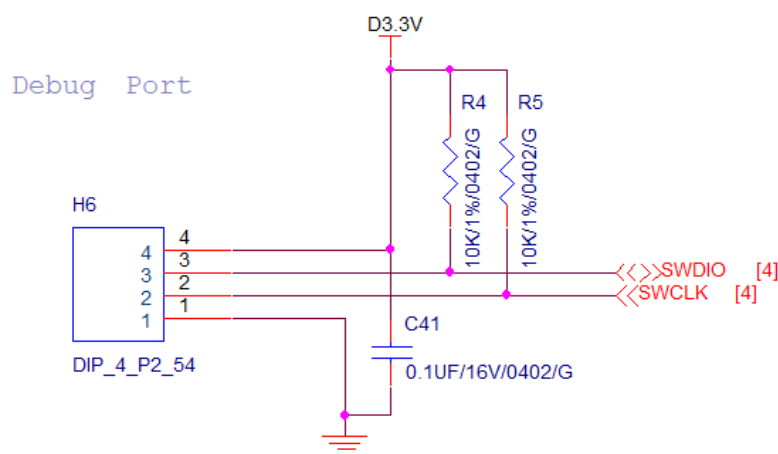 D3.3V
Debug Port
R4
R5
10K/1%/0402/G
10K/1%/0402/G
H6
4
4
3
3
2
2
1
1
SWDIO [4]
SWCLK [4]
C41
0.1UF/16V/0402/G
DIP_4_P2_54